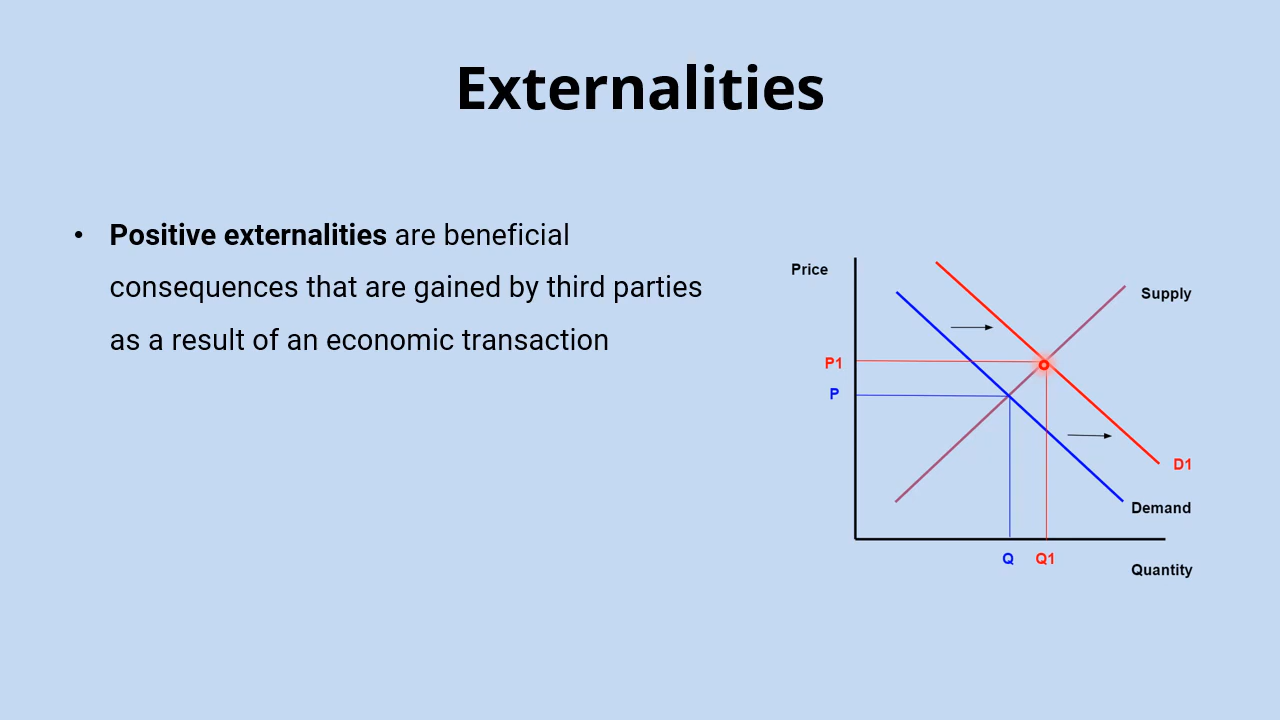 Externalities
• Positive externalities are beneficial
consequences that are gained by third parties
as a result of an economic transaction
Price
Supply
P1
P
D1
Demand
Q
Q1
Quantity